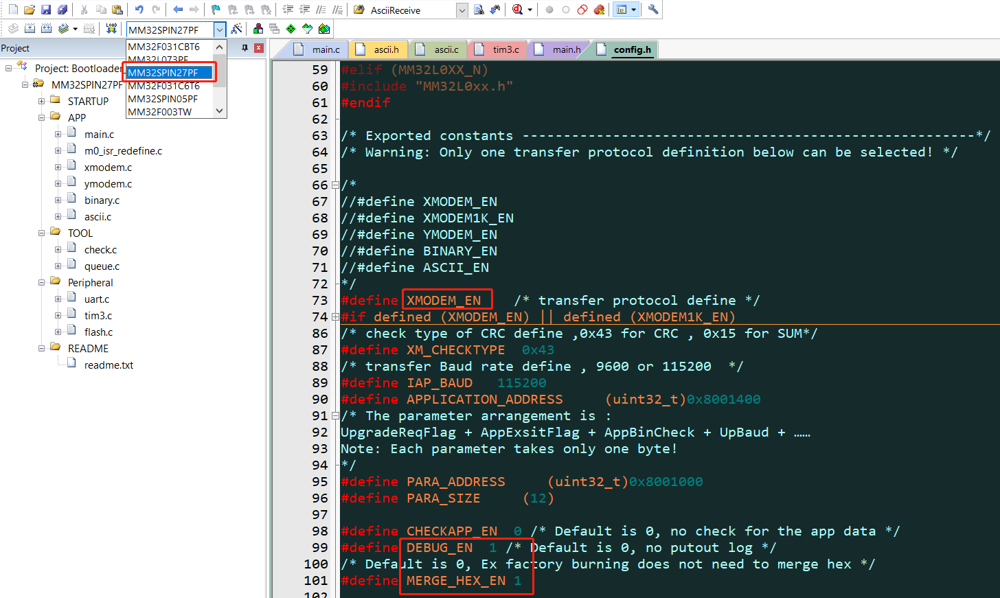 AsciiReceive
LOAD
MM32SPIN27PF
Project
MM32F031CBT6
MM32L073PF
MM32SPIN27PF
MM32F031C6T6
MM32SPIN05PF
MM32F003TW
Project: Bootloader
MM32SPIN27PF
STARTUP
APP
main.c
m0_isr_redefine.c
xmodem.c
ymodem.c
binary.c
ascii.c
TOOL
check.c
queue.c
Peripheral
uart.c
tim3.c
flash.c
README
readme.txt
main.c ascii.h ascii.c tim3.c main.h config.h
59 #elif (MM32L0XX_N)
60 #include "MM32L0xx.h"
61 #endif
62
63 /* Exported constants -------------------------------------------------------*/
64 /* Warning: Only one transfer protocol definition below can be selected! */
65
66 /*
67 //#define XMODEM_EN
68 //#define XMODEM1K_EN
69 //#define YMODEM_EN
70 //#define BINARY_EN
71 //#define ASCII_EN
72 */
73 #define XMODEM_EN /* transfer protocol define */
74 #if defined (XMODEM_EN) || defined (XMODEM1K_EN)
86 /* check type of CRC define ,0x43 for CRC , 0x15 for SUM*/
87 #define XM_CHECKTYPE 0x43
88 /* transfer Baud rate define , 9600 or 115200 */
89 #define IAP_BAUD 115200
90 #define APPLICATION_ADDRESS (uint32_t)0x8001400
91 /* The parameter arrangement is :
92 UpgradeReqFlag + AppExsitFlag + AppBinCheck + UpBaud + ……
93 Note: Each parameter takes only one byte!
94 */
95 #define PARA_ADDRESS (uint32_t)0x8001000
96 #define PARA_SIZE (12)
97
98 #define CHECKAPP_EN 0 /* Default is 0, no check for the app data */
99 #define DEBUG_EN 1 /* Default is 0, no putout log */
100 /* Default is 0, Ex factory burning does not need to merge hex */
101 #define MERGE_HEX_EN 1
102